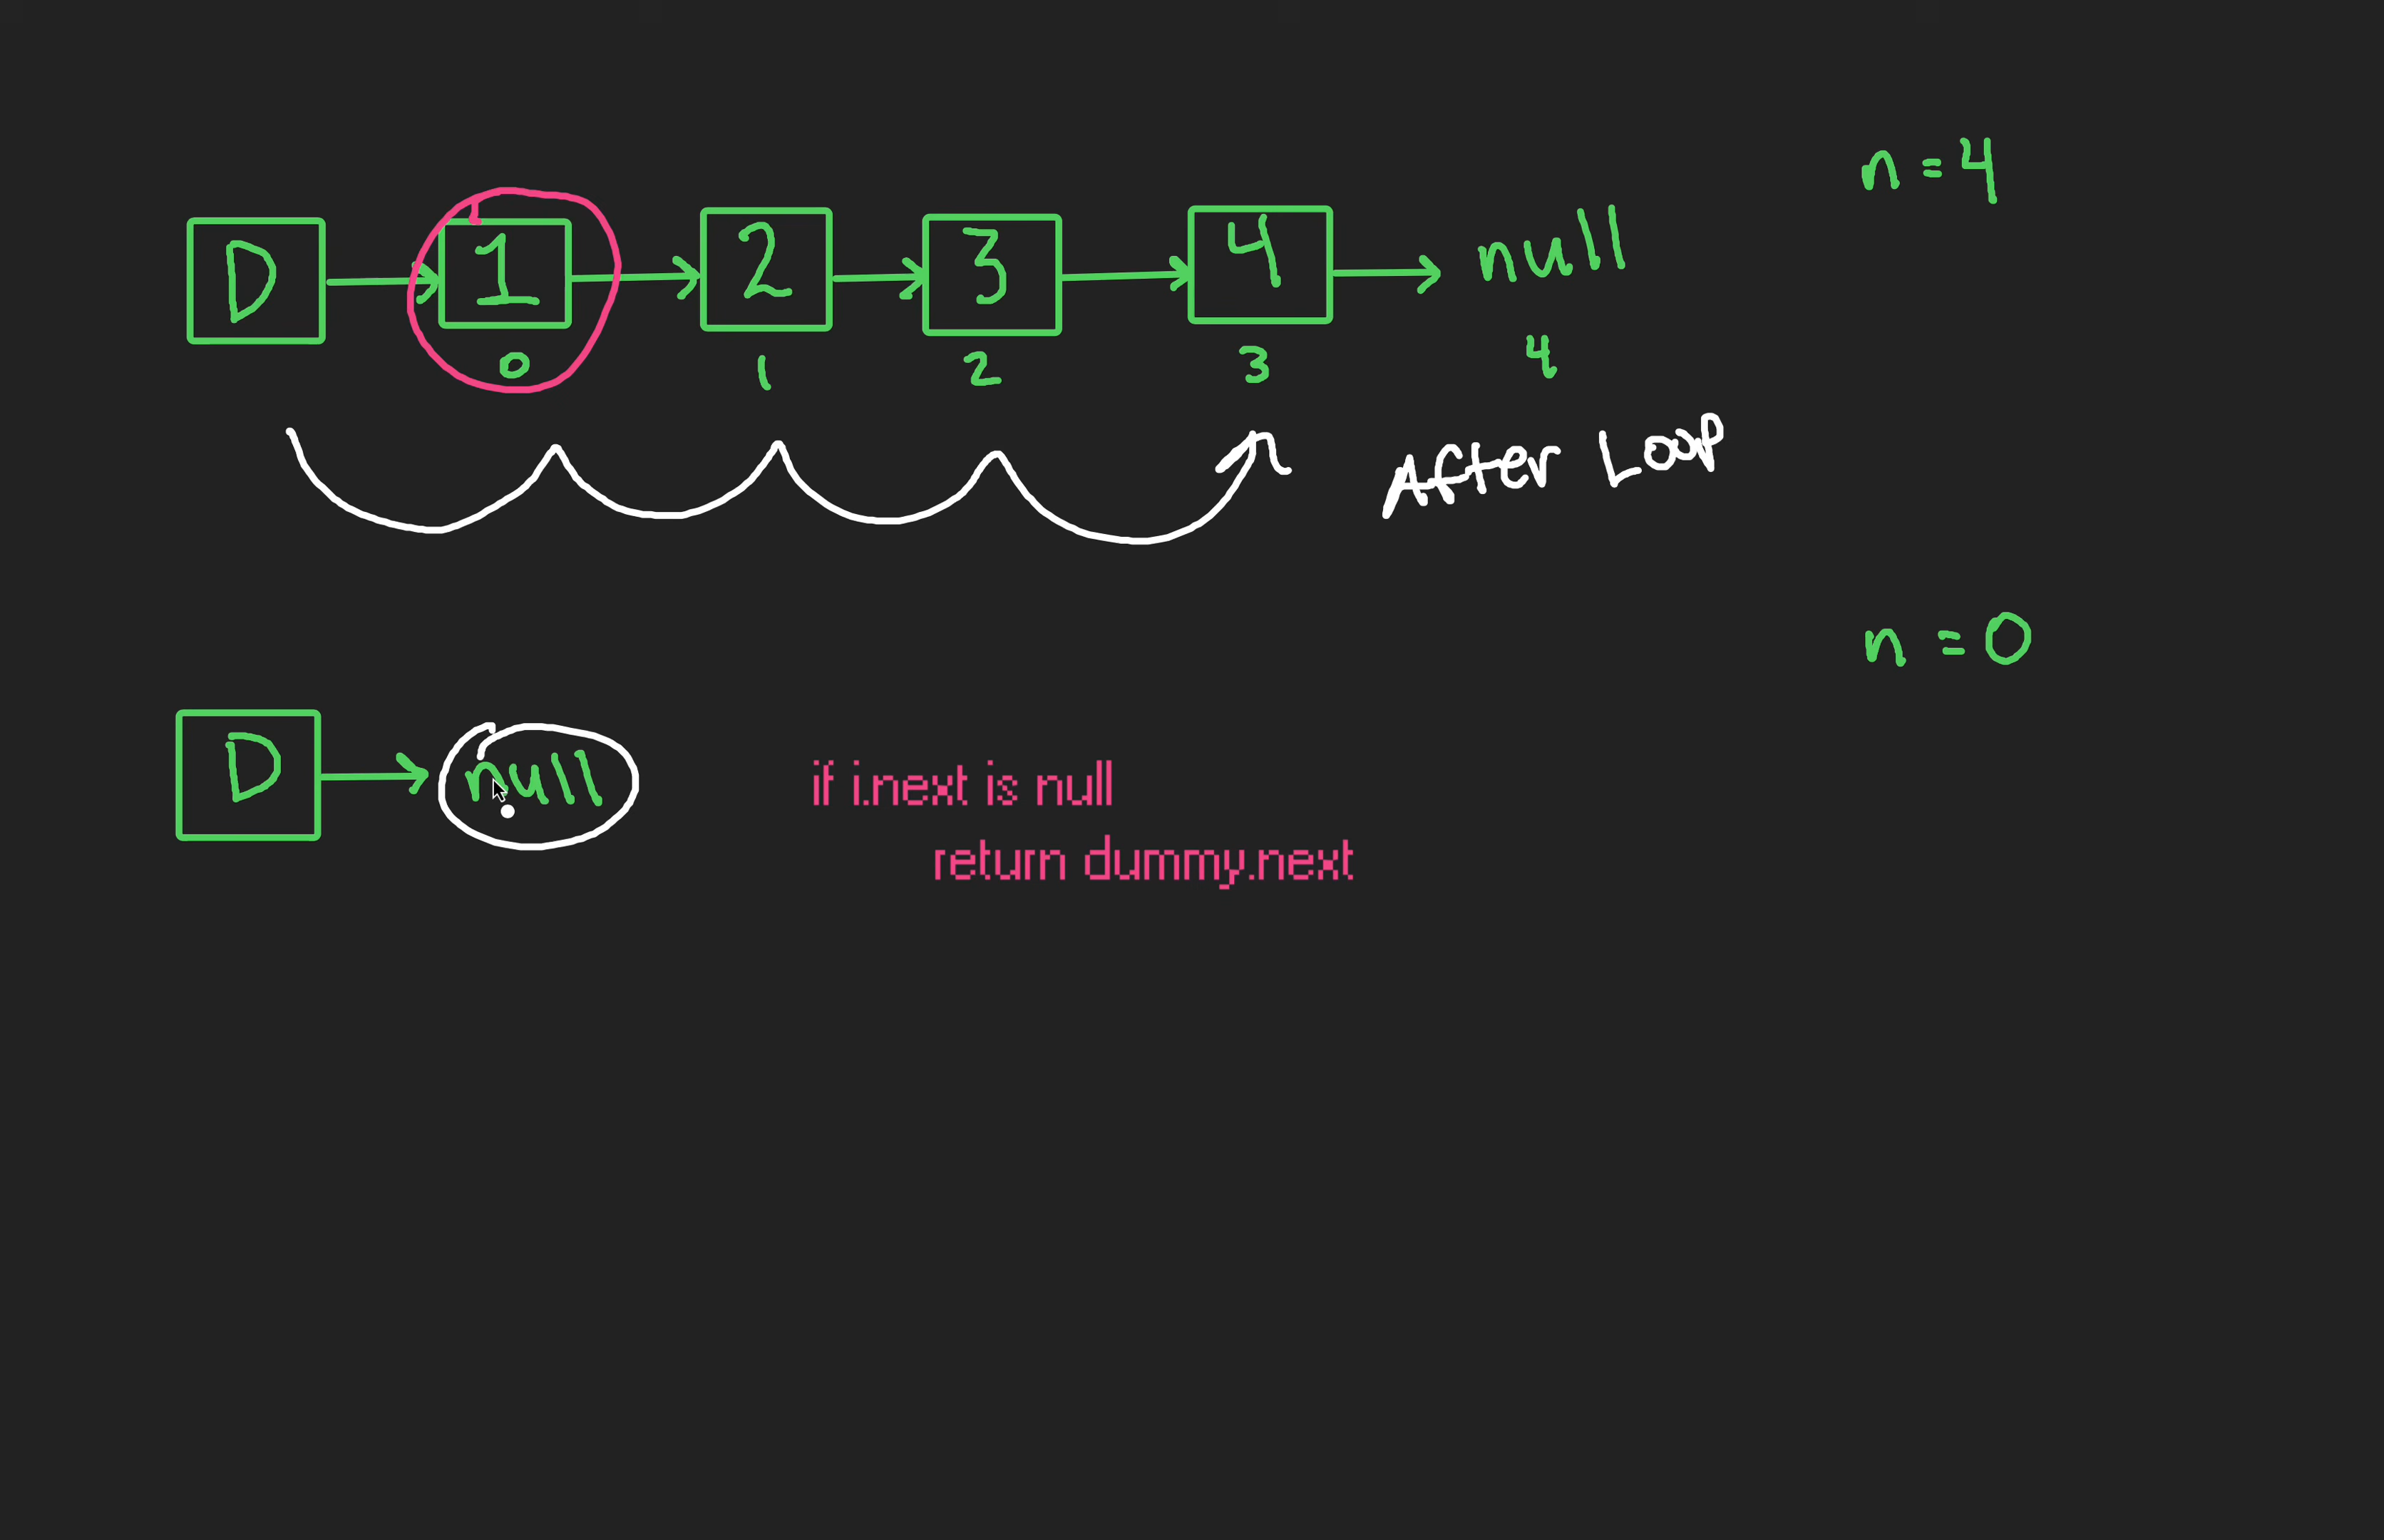 n = 4
D 1 2 3 4 null
0 1 2 3 4
After Loop
n = 0
D null
if i.next is null
return dummy.next